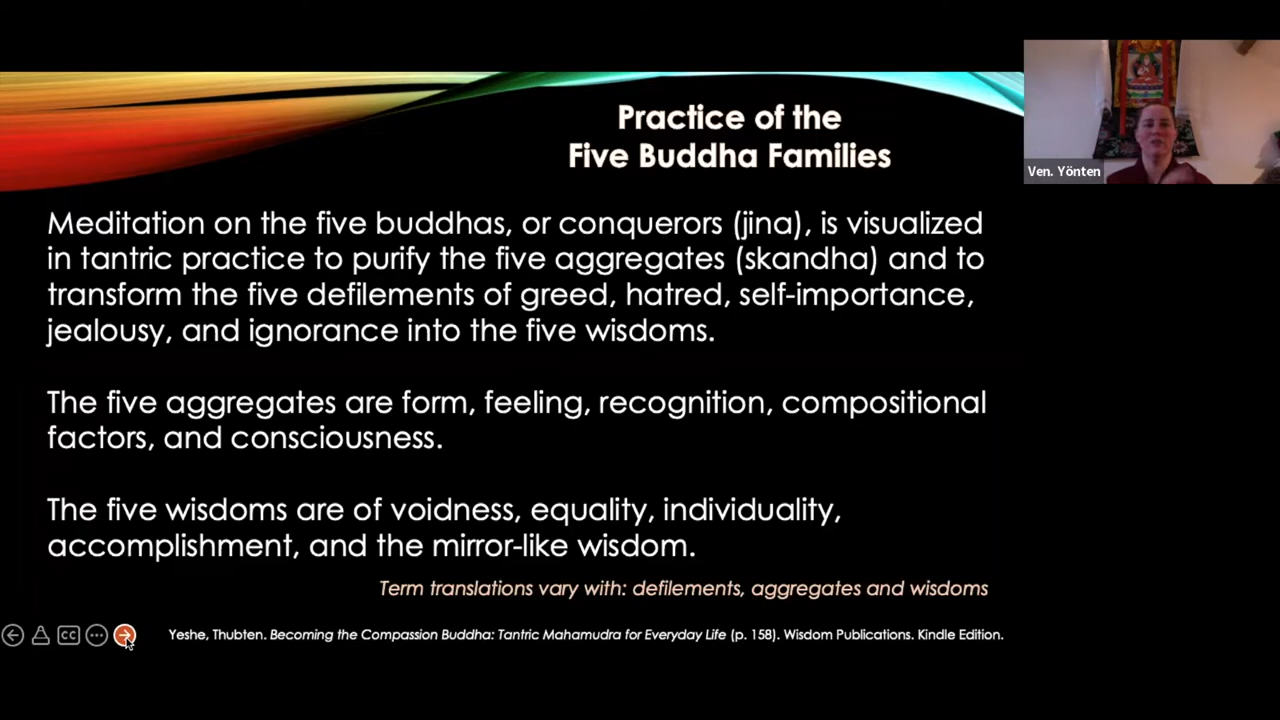 Practice of the
Five Buddha Families
Ven. Yönten
Meditation on the five buddhas, or conquerors (jina), is visualized
in tantric practice to purify the five aggregates (skandha) and to
transform the five defilements of greed, hatred, self-importance,
jealousy, and ignorance into the five wisdoms.
The five aggregates are form, feeling, recognition, compositional
factors, and consciousness.
The five wisdoms are of voidness, equality, individuality,
accomplishment, and the mirror-like wisdom.
Term translations vary with: defilements, aggregates and wisdoms
CC
Yeshe, Thubten. Becoming the Compassion Buddha: Tantric Mahamudra for Everyday Life (p. 158). Wisdom Publications. Kindle Edition.